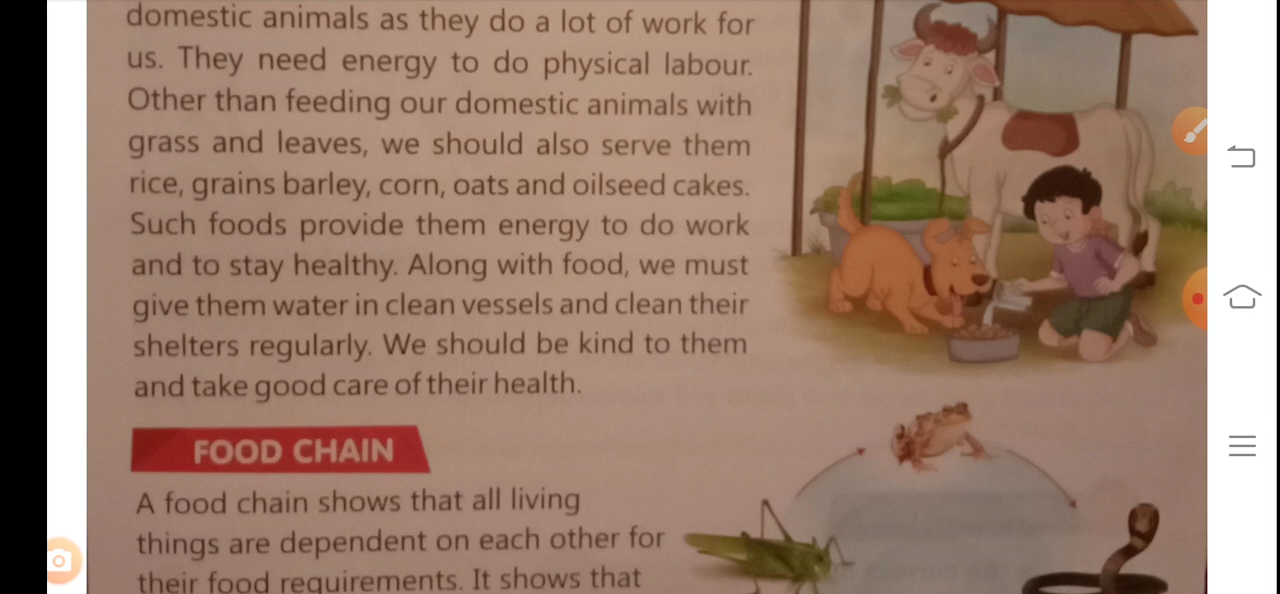 domestic animals as they do a lot of work for
us. They need energy to do physical labour.
Other than feeding our domestic animals with
grass and leaves, we should also serve them
rice, grains barley, corn, oats and oilseed cakes.
Such foods provide them energy to do work
and to stay healthy. Along with food, we must
give them water in clean vessels and clean their
shelters regularly. We should be kind to them
and take good care of their health.
FOOD CHAIN
A food chain shows that all living
things are dependent on each other for
their food requirements. It shows that